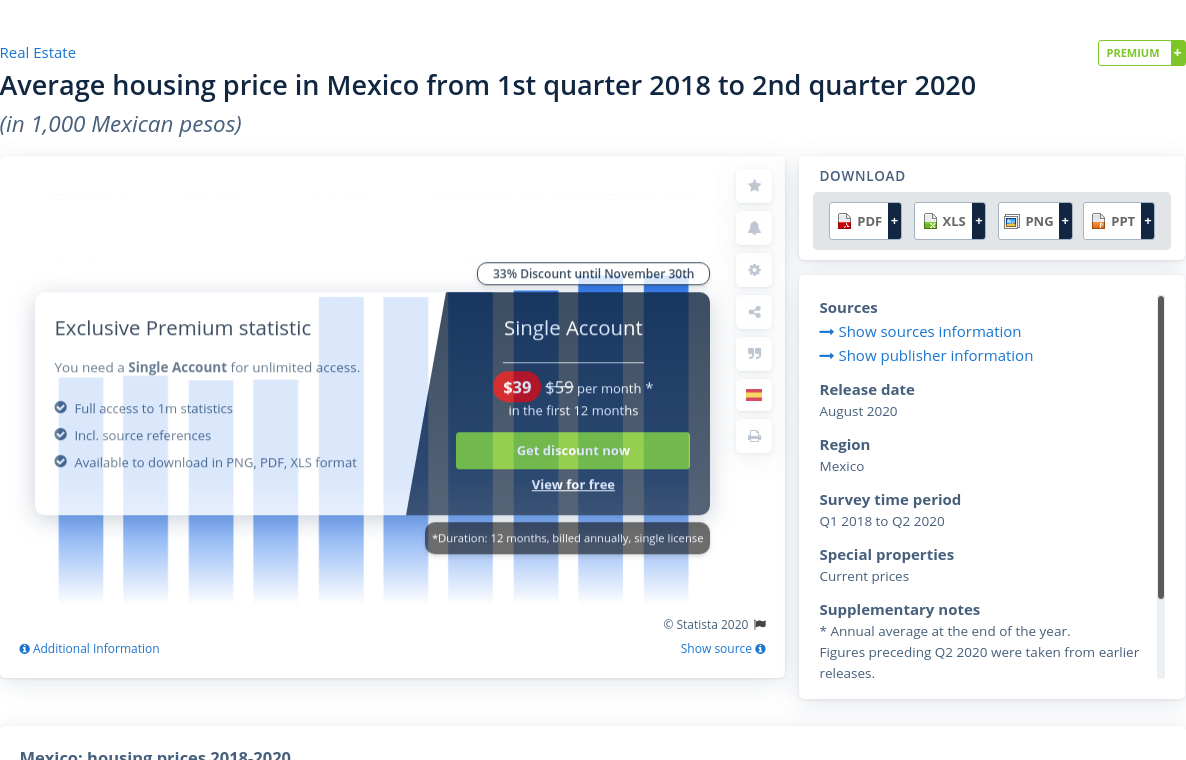 Real Estate
PREMIUM +
Average housing price in Mexico from 1st quarter 2018 to 2nd quarter 2020
(in 1,000 Mexican pesos)
33% Discount until November 30th
Exclusive Premium statistic
You need a Single Account for unlimited access.
Full access to 1m statistics
Incl. source references
Available to download in PNG, PDF, XLS format
Single Account
$39 $59 per month *
in the first 12 months
Get discount now
View for free
*Duration: 12 months, billed annually, single license
© Statista 2020
Additional Information
Show source
DOWNLOAD
PDF + XLS + PNG + PPT +
Sources
Show sources information
Show publisher information
Release date
August 2020
Region
Mexico
Survey time period
Q1 2018 to Q2 2020
Special properties
Current prices
Supplementary notes
* Annual average at the end of the year.
Figures preceding Q2 2020 were taken from earlier
releases.
Mexico: housing prices 2018-2020